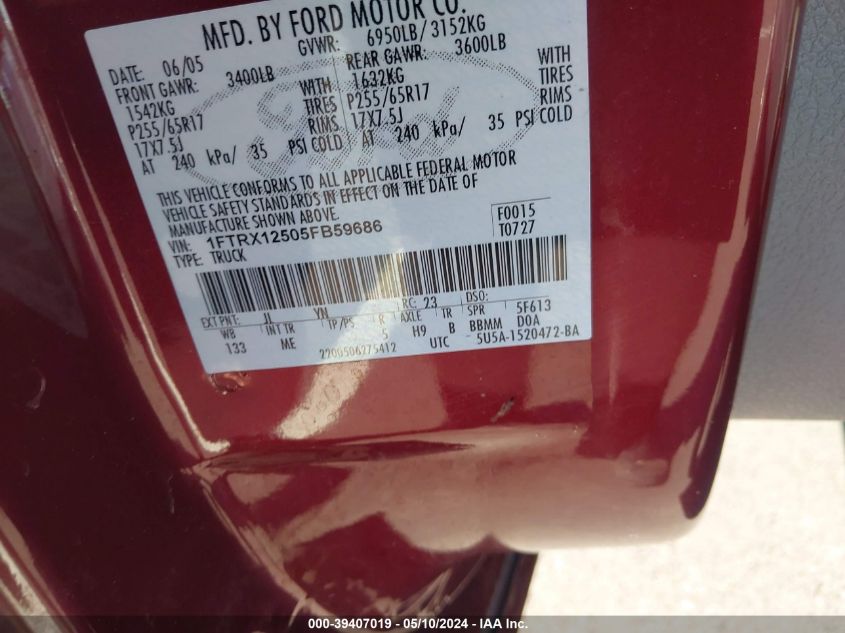 MFD. BY FORD MOTOR CO.
DATE: 06/05 GVWR: 6950LB/3152KG
FRONT GAWR: 3400LB REAR GAWR: 3600LB
1542KG WITH 1632KG WITH
P255/65R17 TIRES P255/65R17 TIRES
17X7.5J RIMS 17X7.5J RIMS
AT 240 kPa/ 35 PSI COLD AT 240 kPa/ 35 PSI COLD
THIS VEHICLE CONFORMS TO ALL APPLICABLE FEDERAL MOTOR
VEHICLE SAFETY STANDARDS IN EFFECT ON THE DATE OF
MANUFACTURE SHOWN ABOVE.
VIN: 1FTRX12505FB59686 F0015
TYPE: TRUCK T0727
EXT PNT: JL YN RC: 23 DSO:
WB INT TR TP/PS R AXLE TR SPR 5F613
133 ME 5 H9 B BBMM D0A
2200506275412 UTC 5U5A-1520472-BA
Ford
000-39407019 - 05/10/2024 - IAA Inc.